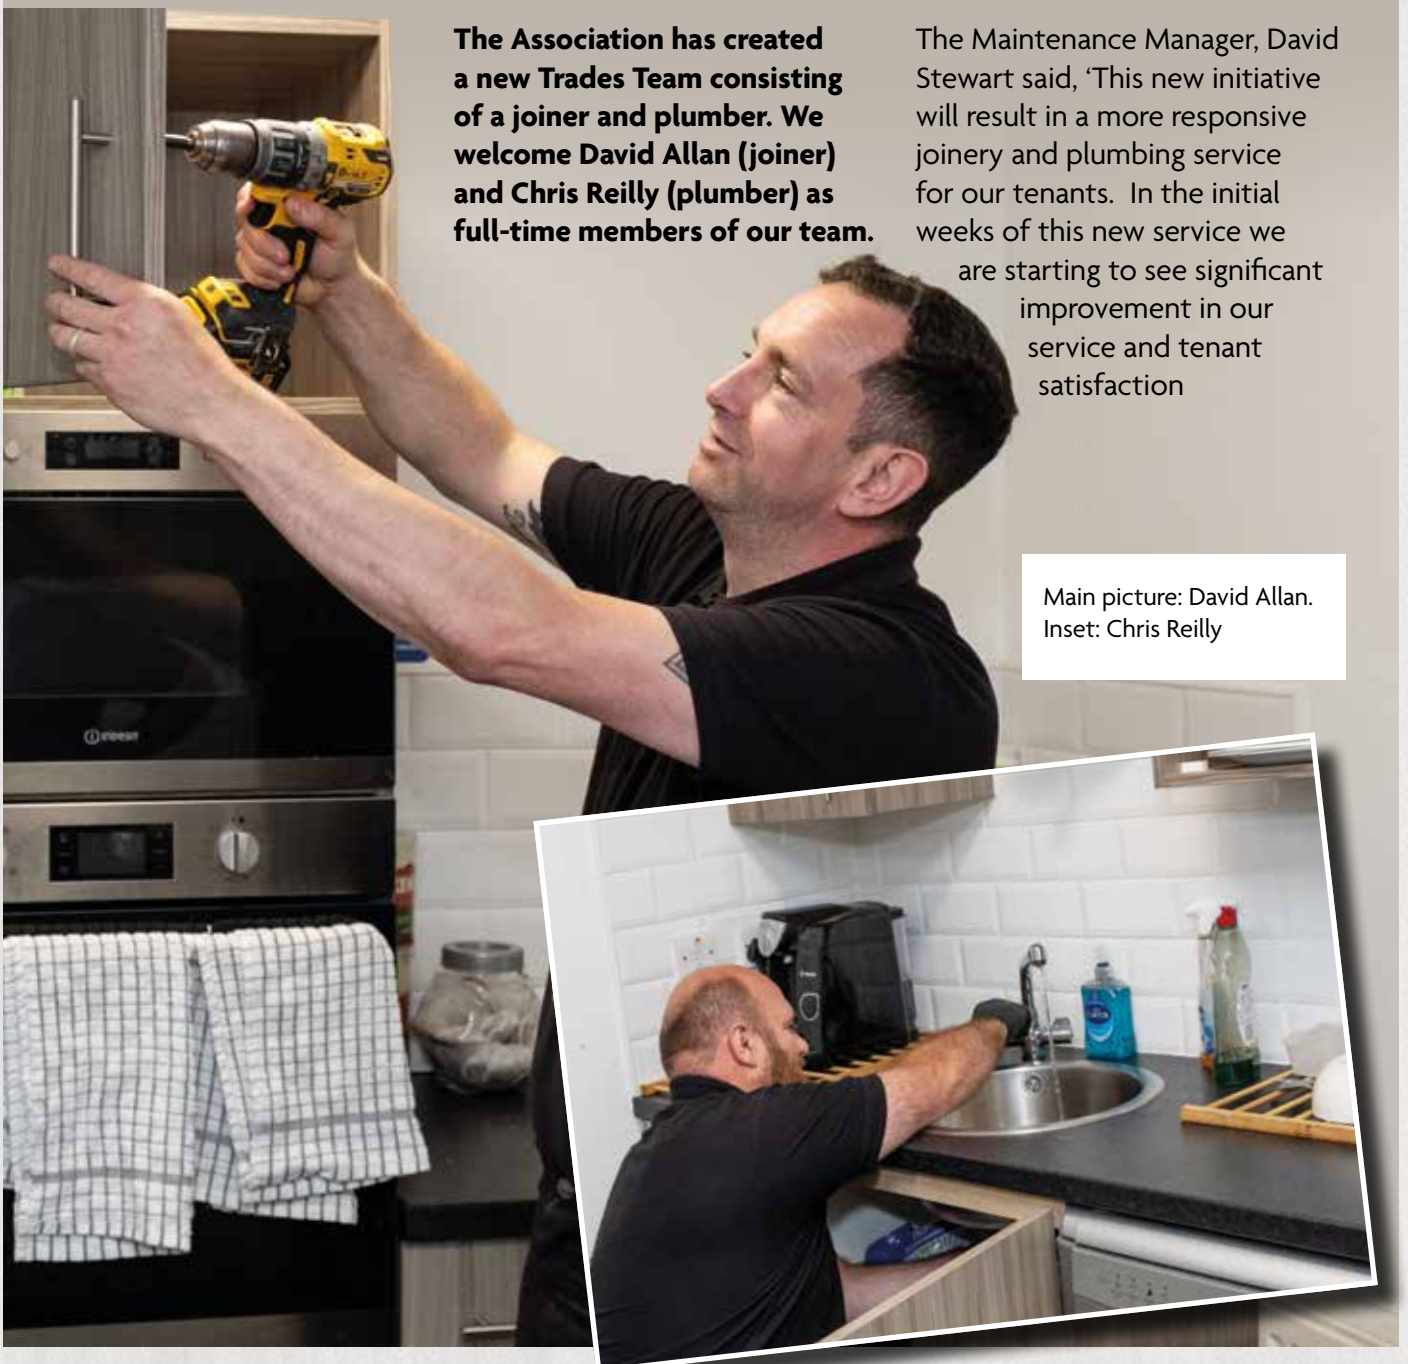 The Association has created
a new Trades Team consisting
of a joiner and plumber. We
welcome David Allan (joiner)
and Chris Reilly (plumber) as
full-time members of our team.
The Maintenance Manager, David
Stewart said, ‘This new initiative
will result in a more responsive
joinery and plumbing service
for our tenants.  In the initial
weeks of this new service we
are starting to see significant
improvement in our
service and tenant
satisfaction
Main picture: David Allan.
Inset: Chris Reilly
INDESIT